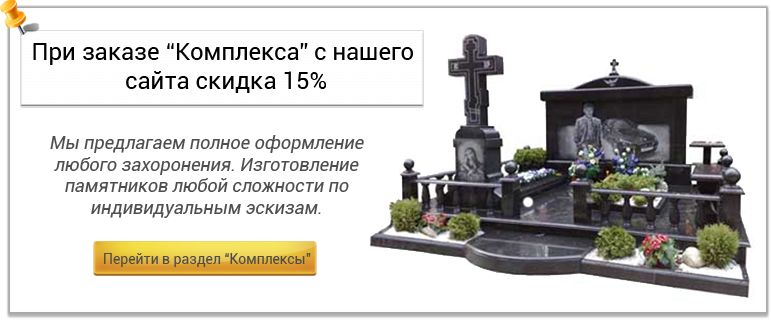 При заказе “Комплекса” с нашего
сайта скидка 15%
Мы предлагаем полное оформление
любого захоронения. Изготовление
памятников любой сложности по
индивидуальным эскизам.
Перейти в раздел “Комплексы”